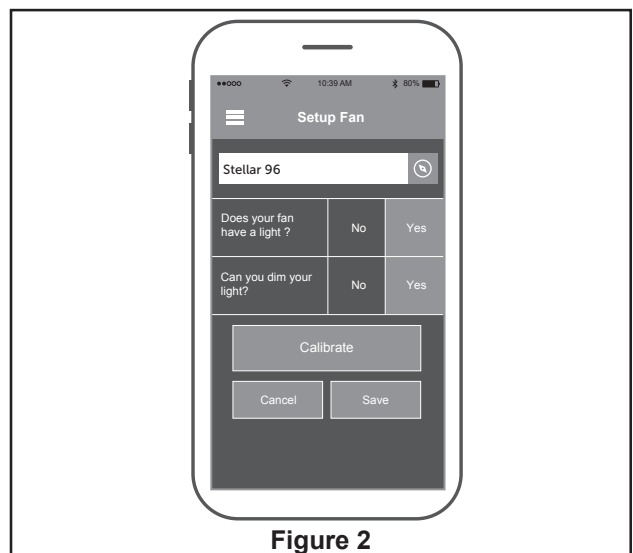 10:39 AM 80%
Setup Fan
Stellar 96
Does your fan
have a light ?
No
Yes
Can you dim your
light?
No
Yes
Calibrate
Cancel
Save
Figure 2